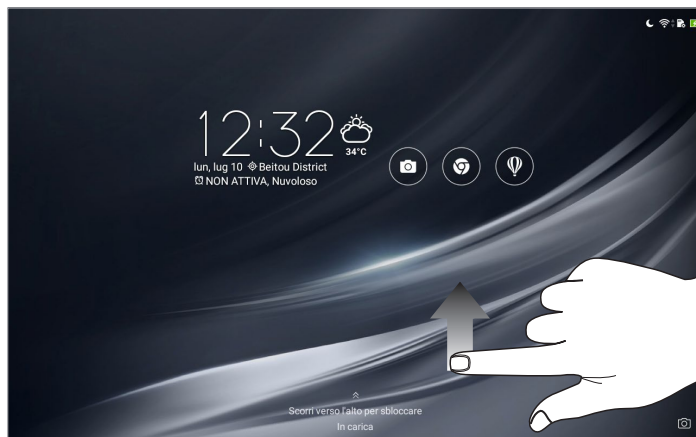 12:32
34°C
lun, lug 10 Beitou District
NON ATTIVA, Nuvoloso
Scorri verso l'alto per sbloccare
In carica